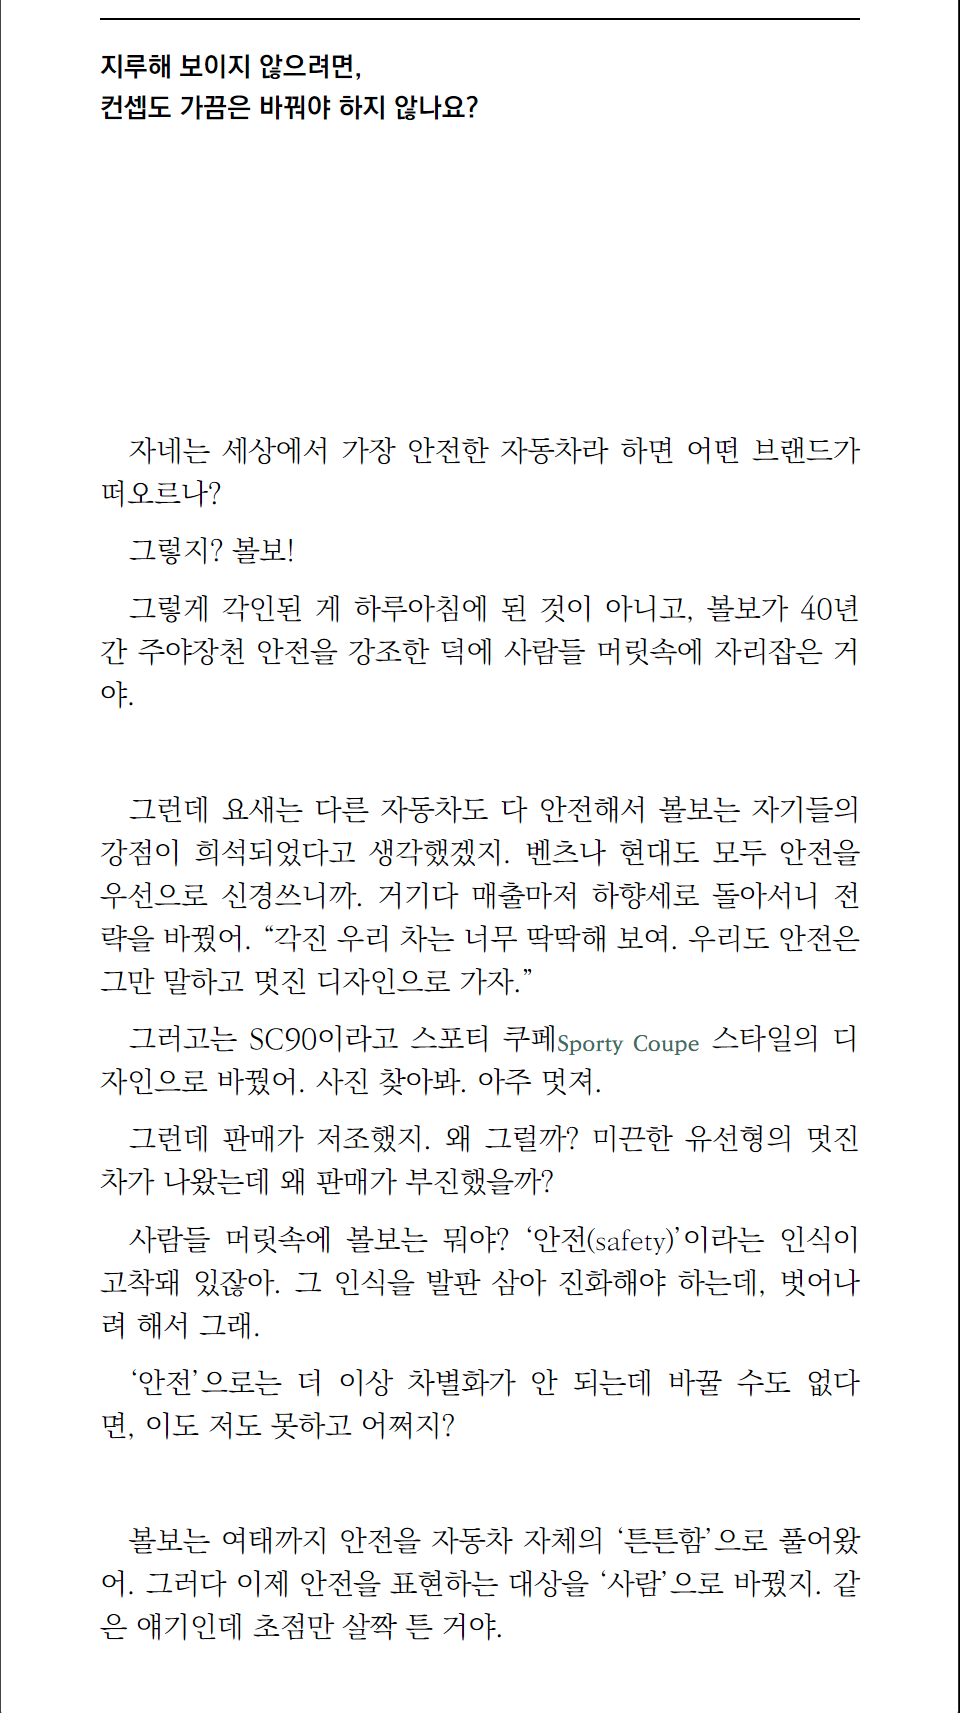 지루해 보이지 않으려면,
컨셉도 가끔은 바꿔야 하지 않나요?
자네는 세상에서 가장 안전한 자동차라 하면 어떤 브랜드가
떠오르나?
그렇지? 볼보!
그렇게 각인된 게 하루아침에 된 것이 아니고, 볼보가 40년
간 주야장천 안전을 강조한 덕에 사람들 머릿속에 자리잡은 거
야.
그런데 요새는 다른 자동차도 다 안전해서 볼보는 자기들의
강점이 희석되었다고 생각했겠지. 벤츠나 현대도 모두 안전을
우선으로 신경쓰니까. 거기다 매출마저 하향세로 돌아서니 전
략을 바꿨어. “각진 우리 차는 너무 딱딱해 보여. 우리도 안전은
그만 말하고 멋진 디자인으로 가자.”
그러고는 SC90이라고 스포티 쿠페Sporty Coupe 스타일의 디
자인으로 바꿨어. 사진 찾아봐. 아주 멋져.
그런데 판매가 저조했지. 왜 그럴까? 미끈한 유선형의 멋진
차가 나왔는데 왜 판매가 부진했을까?
사람들 머릿속에 볼보는 뭐야? ‘안전(safety)’이라는 인식이
고착돼 있잖아. 그 인식을 발판 삼아 진화해야 하는데, 벗어나
려 해서 그래.
‘안전’으로는 더 이상 차별화가 안 되는데 바꿀 수도 없다
면, 이도 저도 못하고 어쩌지?
볼보는 여태까지 안전을 자동차 자체의 ‘튼튼함’으로 풀어왔
어. 그러다 이제 안전을 표현하는 대상을 ‘사람’으로 바꿨지. 같
은 얘기인데 초점만 살짝 튼 거야.